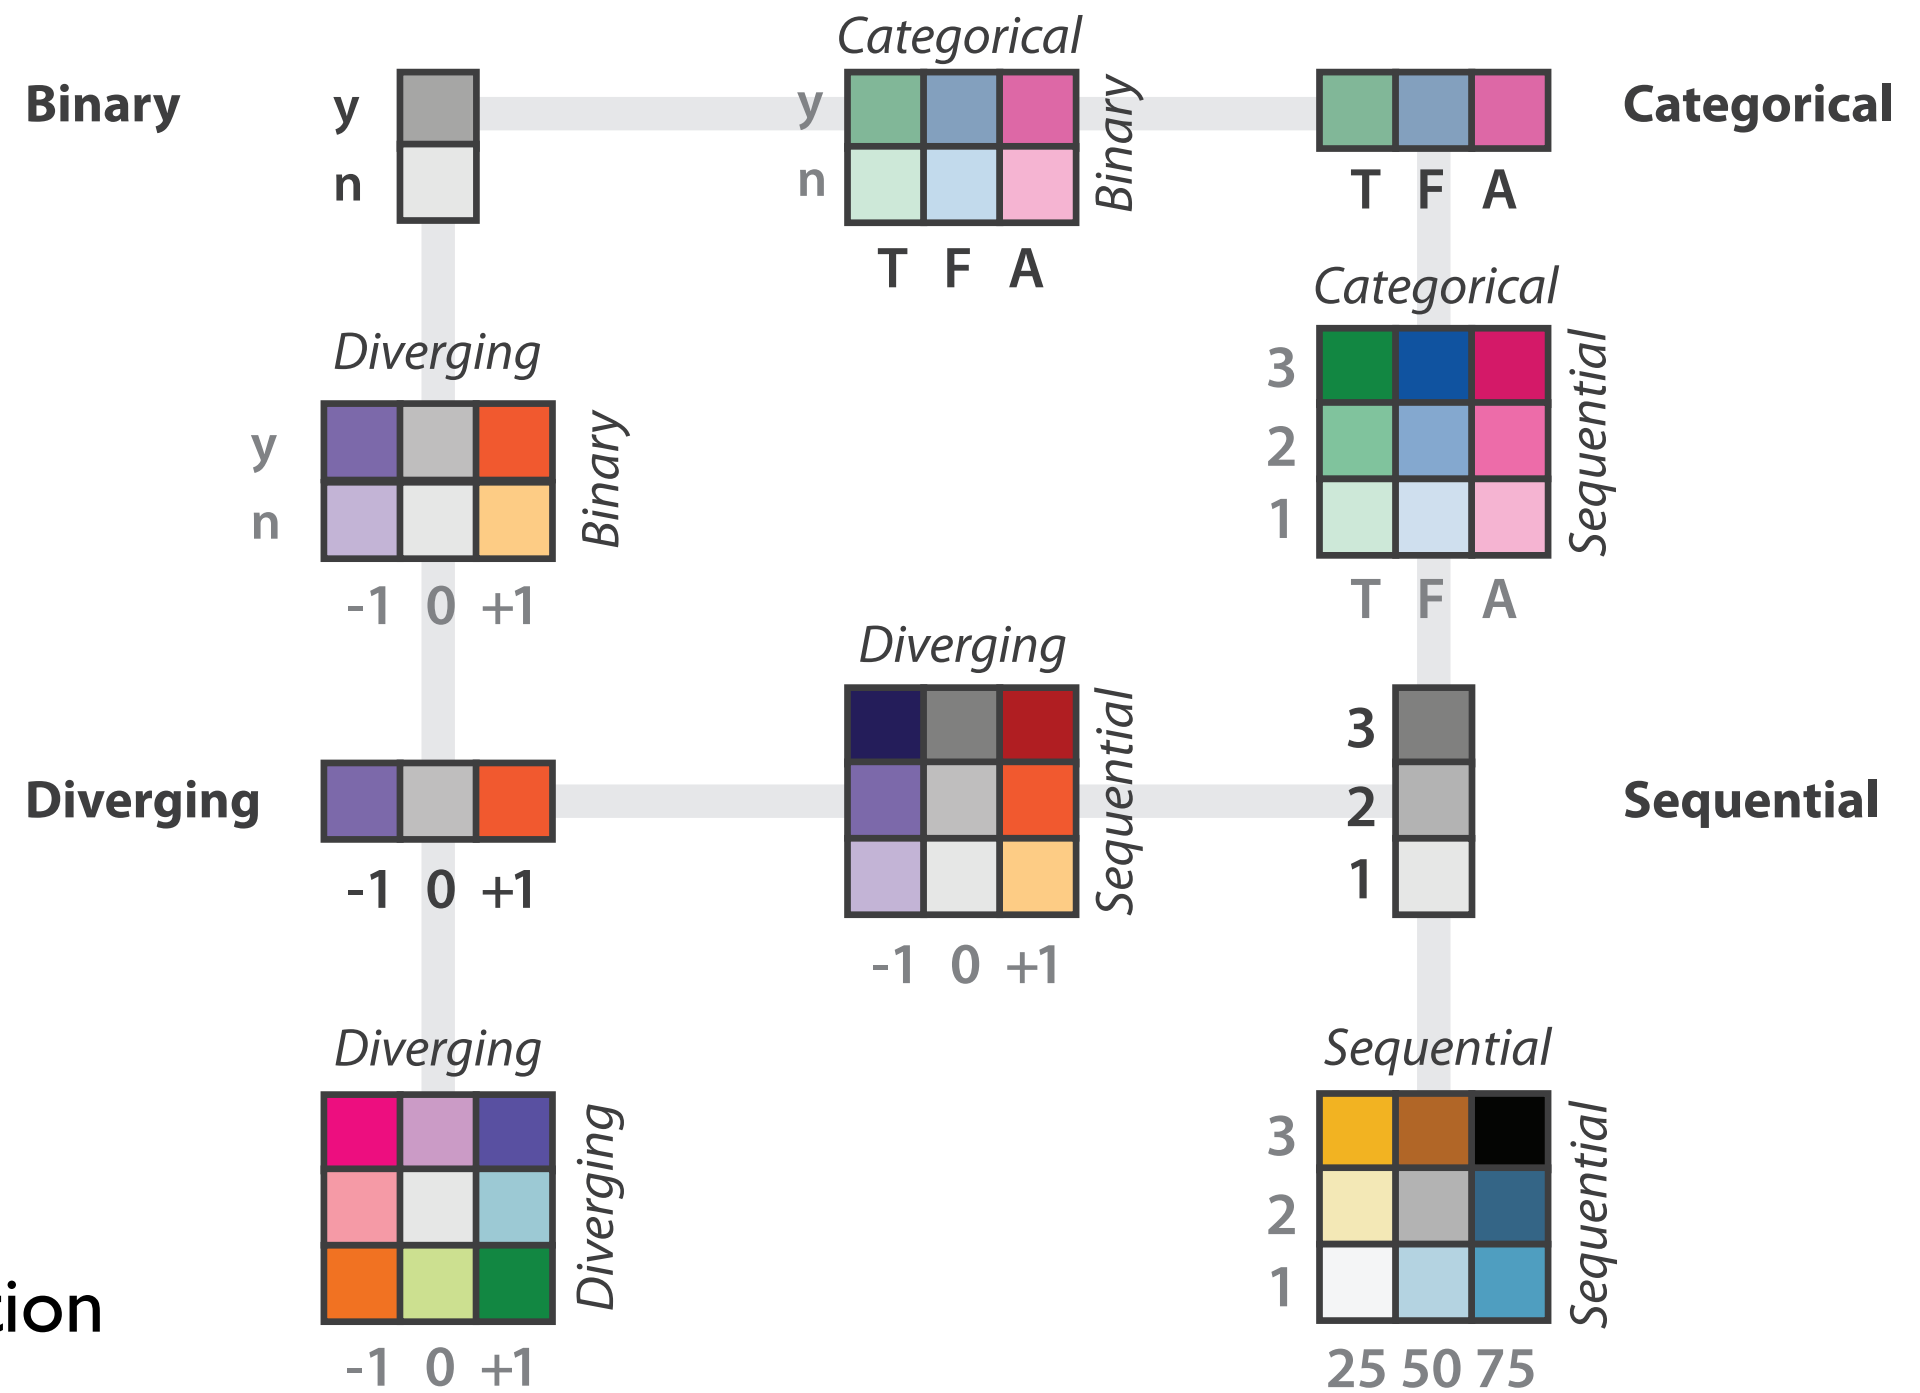 Categorical
Binary
y
n
y
n
Binary
T F A
T F A
Categorical
Diverging
y
n
Binary
-1 0 +1
Categorical
3
2
1
Sequential
T F A
Diverging
-1 0 +1
Diverging
Sequential
-1 0 +1
3
2
1
Sequential
Diverging
Diverging
-1 0 +1
Sequential
3
2
1
Sequential
25 50 75
tion